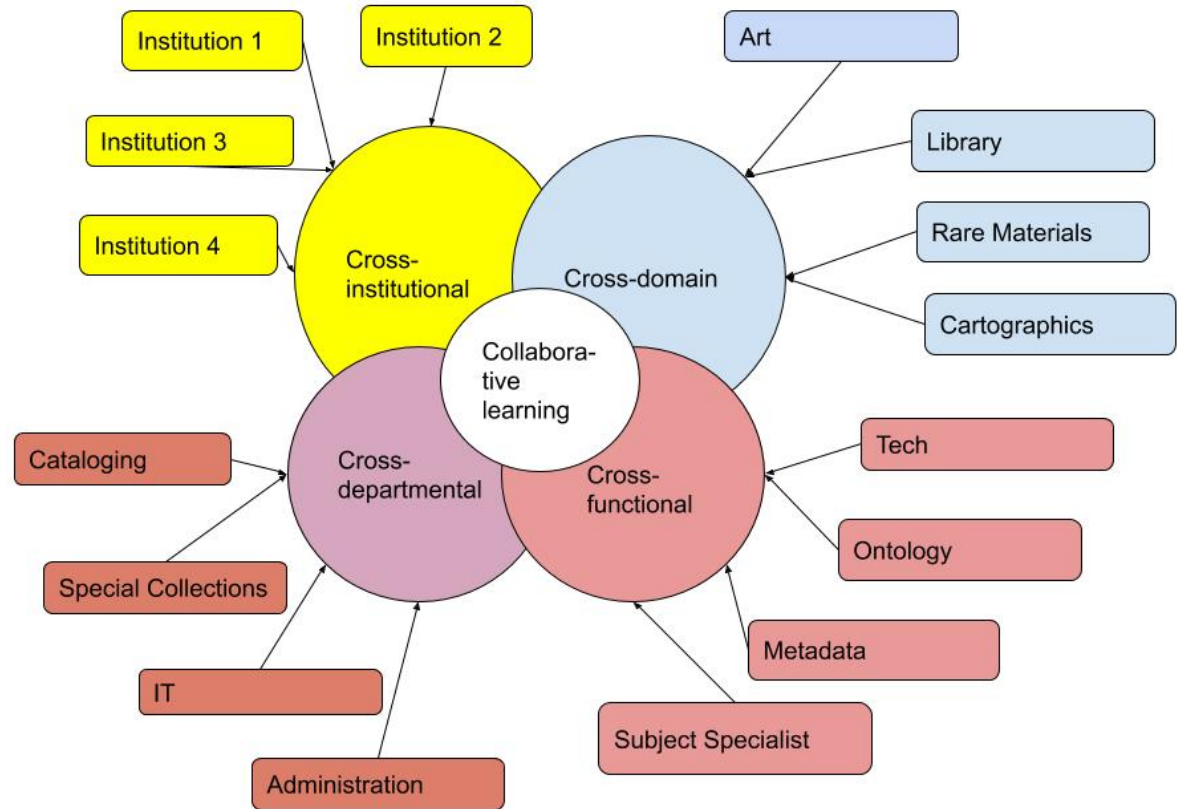 Institution 1
Institution 2
Art
Institution 3
Library
Institution 4
Rare Materials
Cross-
institutional
Cross-domain
Cartographics
Collabora-
tive
learning
Cataloging
Cross-
departmental
Cross-
functional
Tech
Ontology
Special Collections
Metadata
IT
Subject Specialist
Administration